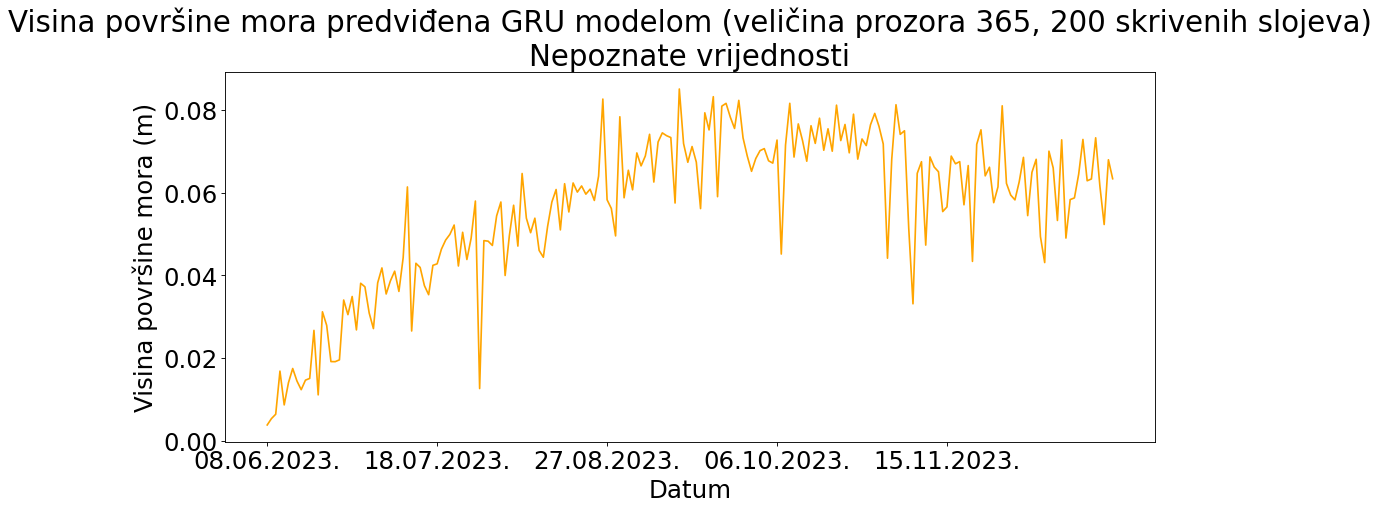 Visina površine mora predviđena GRU modelom (veličina prozora 365, 200 skrivenih slojeva)
Nepoznate vrijednosti
Visina površine mora (m)
0.08
0.06
0.04
0.02
0.00
08.06.2023. 18.07.2023. 27.08.2023. 06.10.2023. 15.11.2023.
Datum